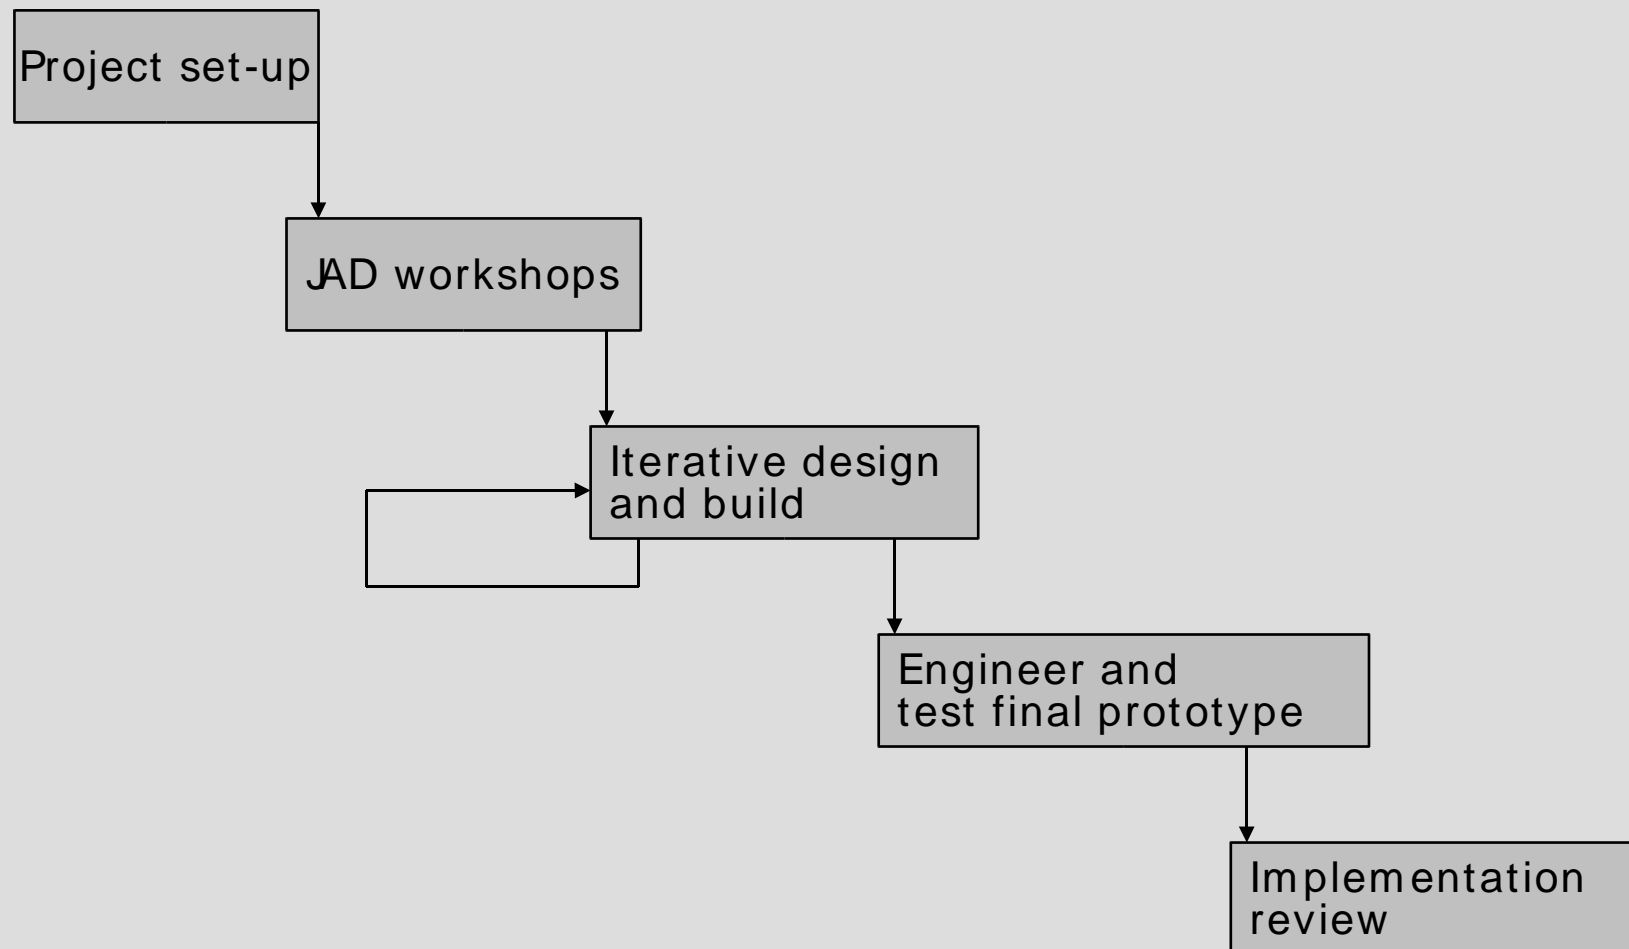 Project set-up
JAD workshops
Iterative design
and build
Engineer and
test final prototype
Implementation
review